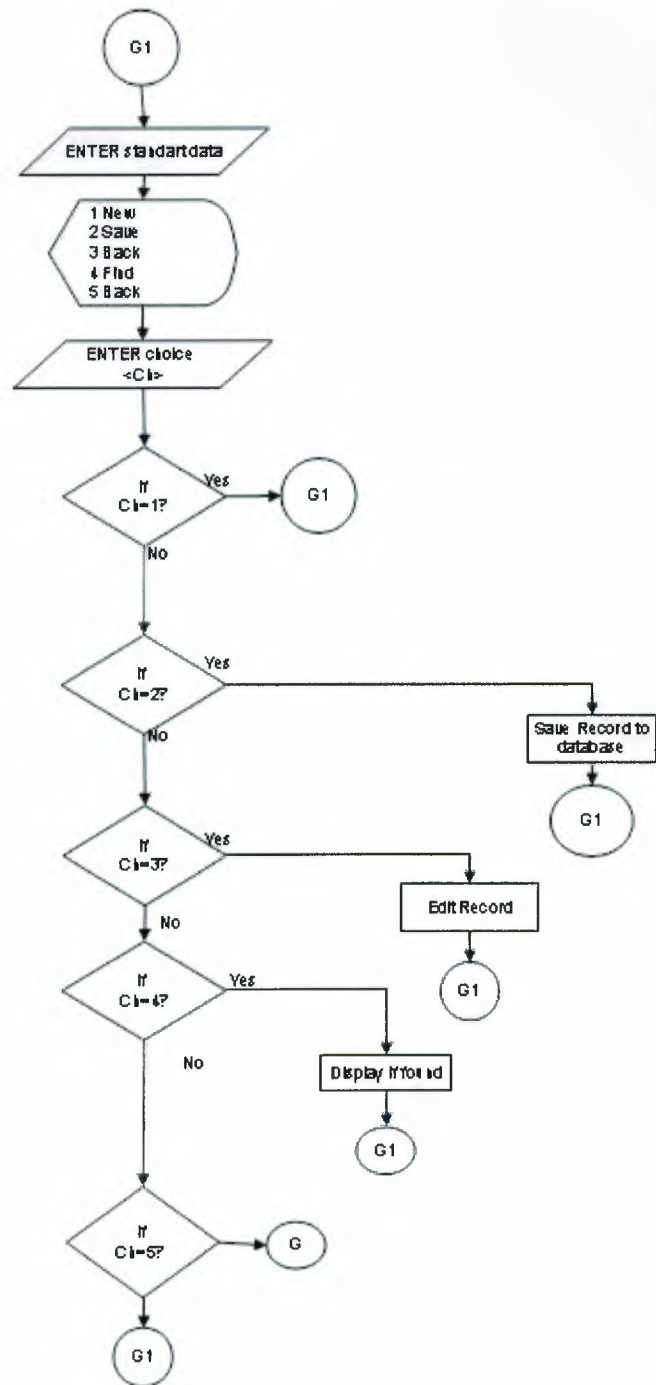 G1
ENTER standart data
1 New
2 Save
3 Back
4 Find
5 Back
ENTER choice
<Ch>
If
Ch=1?
Yes
G1
No
If
Ch=2?
Yes
Save Record to
database
G1
No
If
Ch=3?
Yes
Edit Record
G1
No
If
Ch=4?
Yes
Display if found
G1
No
If
Ch=5?
G
G1